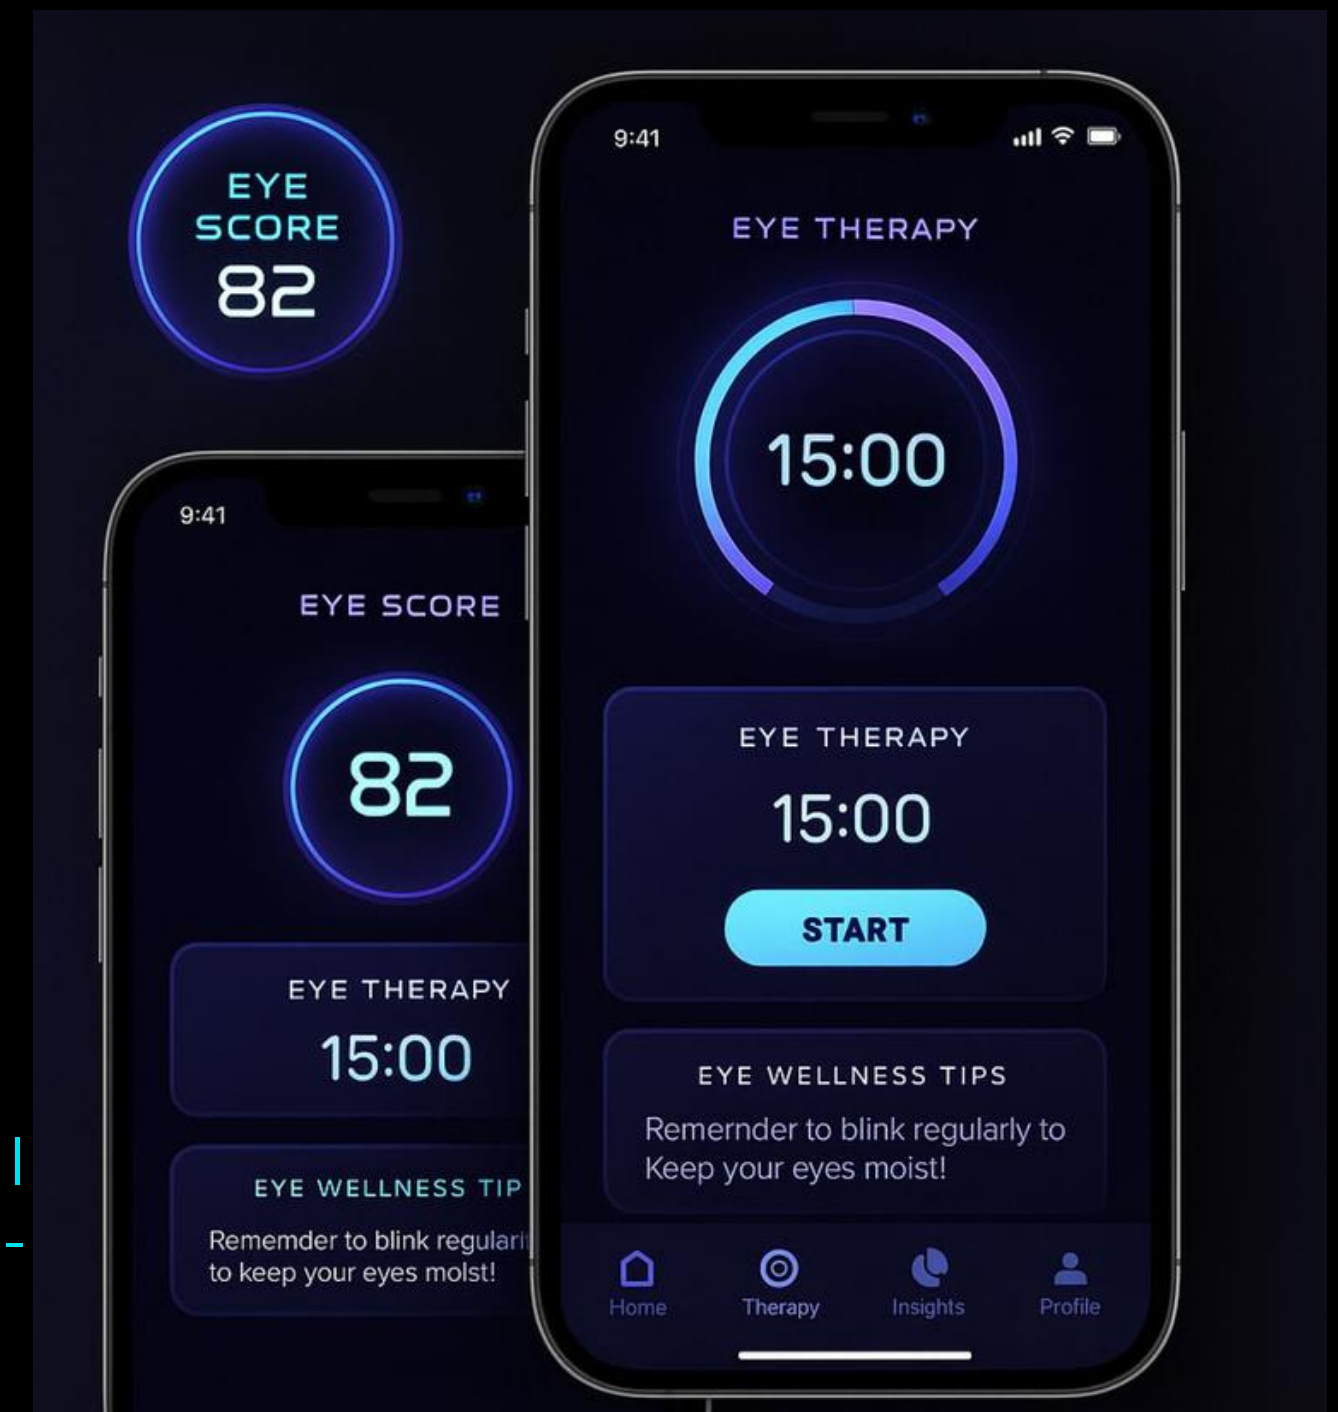 EYE
SCORE
82
9:41
EYE SCORE
82
EYE THERAPY
15:00
EYE WELLNESS TIP
Rememder to blink regulari
to keep your eyes molst!
9:41
EYE THERAPY
15:00
EYE THERAPY
15:00
START
EYE WELLNESS TIPS
Remernder to blink regularly to
Keep your eyes moist!
Home Therapy Insights Profile